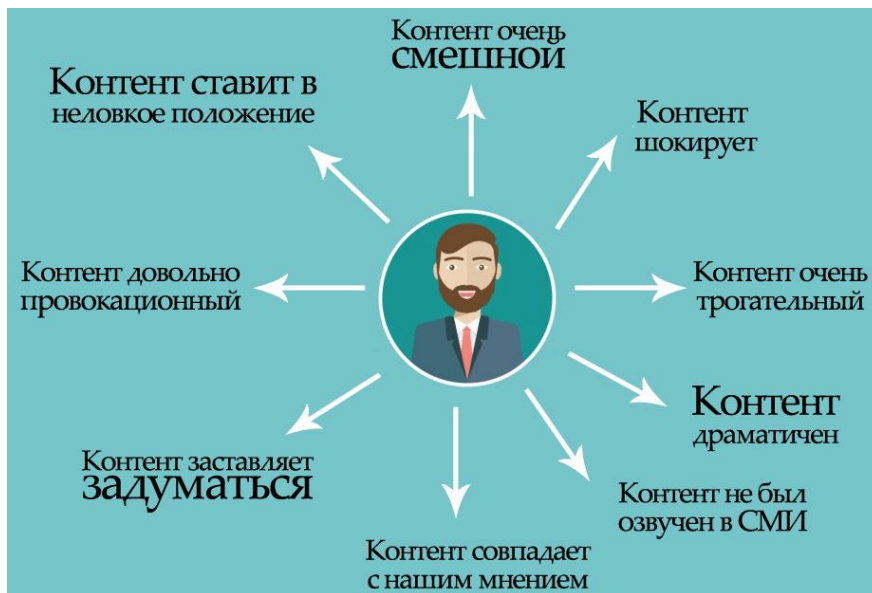 Контент очень
смешной
Контент ставит в
неловкое положение
Контент
шокирует
Контент довольно
провокационный
Контент очень
трогательный
Контент
драматичен
Контент заставляет
задуматься
Контент не был
озвучен в СМИ
Контент совпадает
с нашим мнением